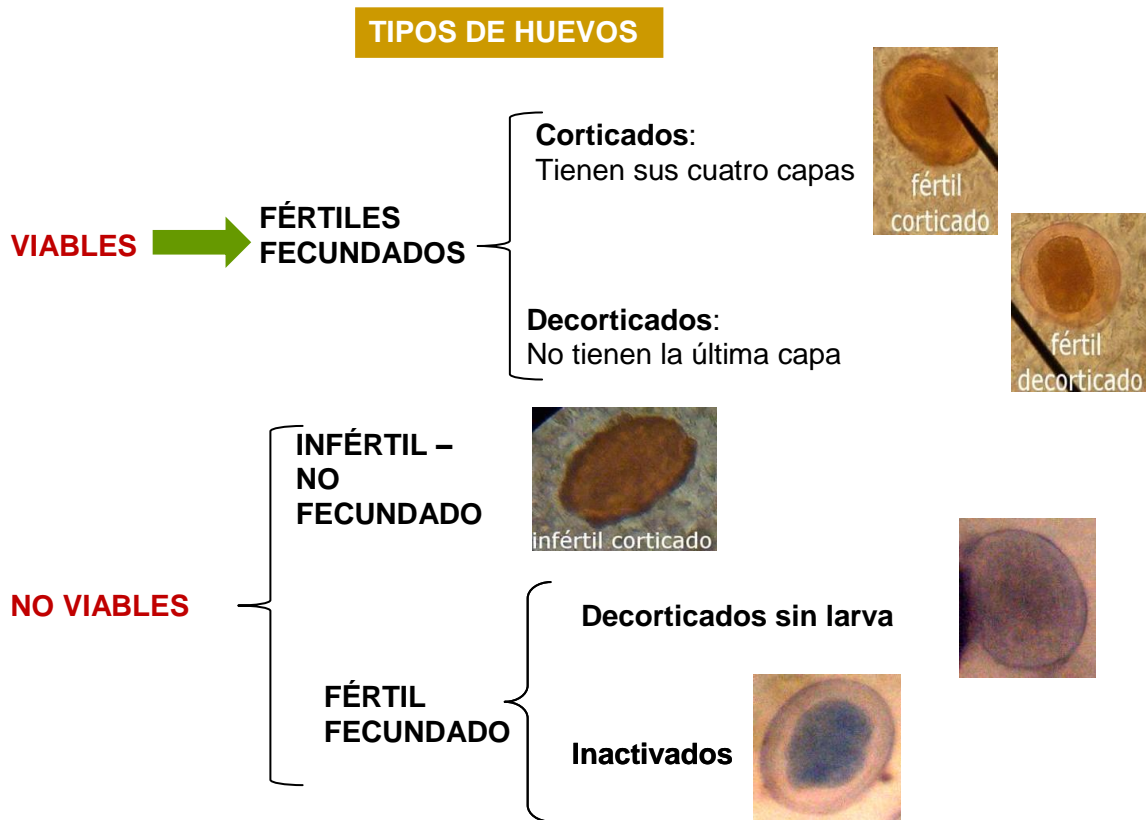 TIPOS DE HUEVOS
Corticados:
Tienen sus cuatro capas
fértil
corticado
VIABLES
FÉRTILES
FECUNDADOS
Decorticados:
No tienen la última capa
fértil
decorticado
INFÉRTIL –
NO
FECUNDADO
infértil corticado
NO VIABLES
Decorticados sin larva
FÉRTIL
FECUNDADO
Inactivados